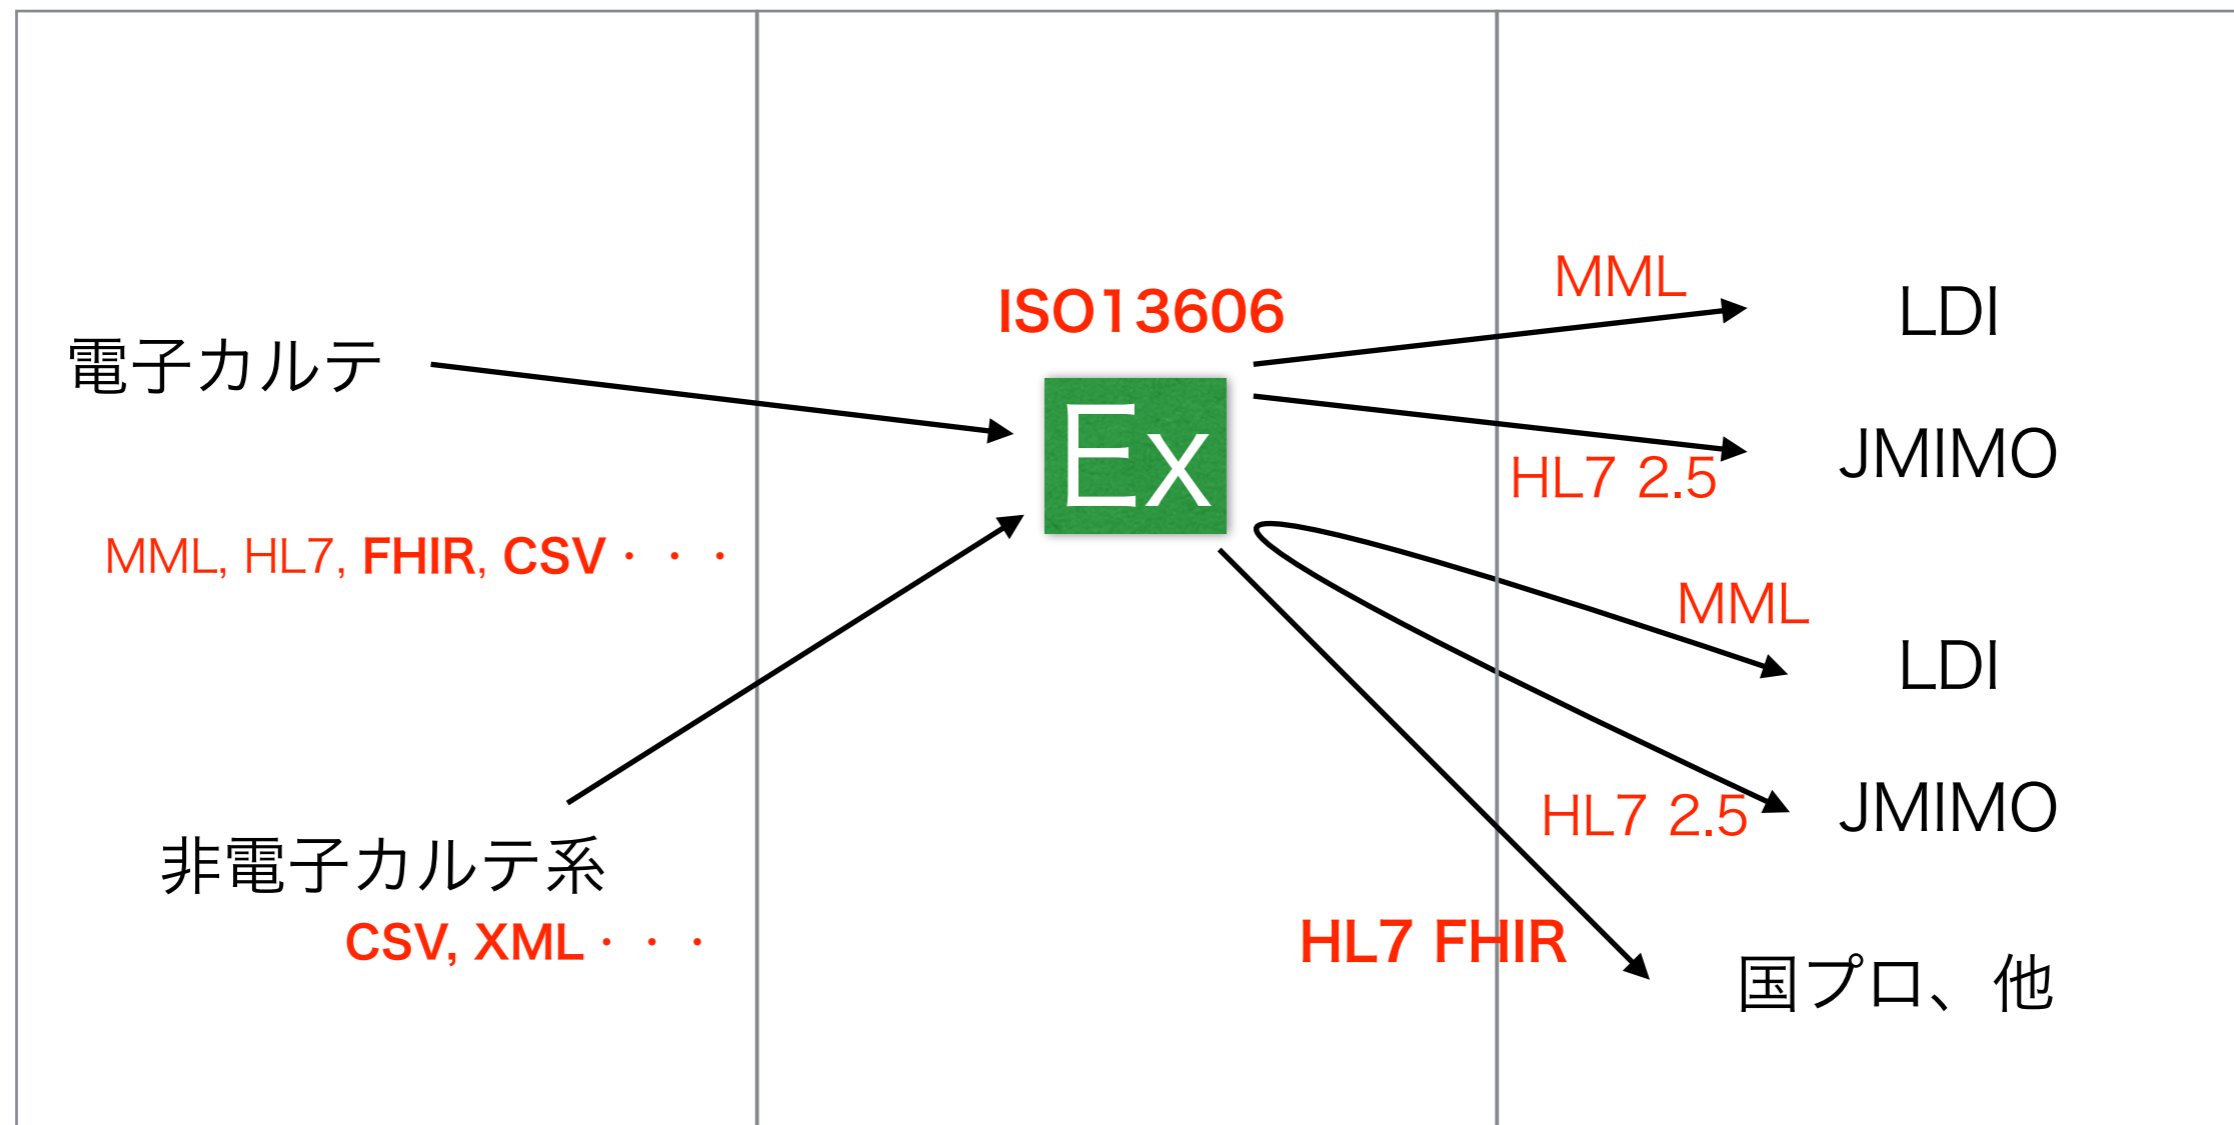 電子カルテ
MML, HL7, FHIR, CSV・・・
非電子カルテ系
CSV, XML・・・
ISO13606
Ex
MML
LDI
HL7 2.5
JMIMO
MML
LDI
HL7 2.5
JMIMO
HL7 FHIR
国プロ、他